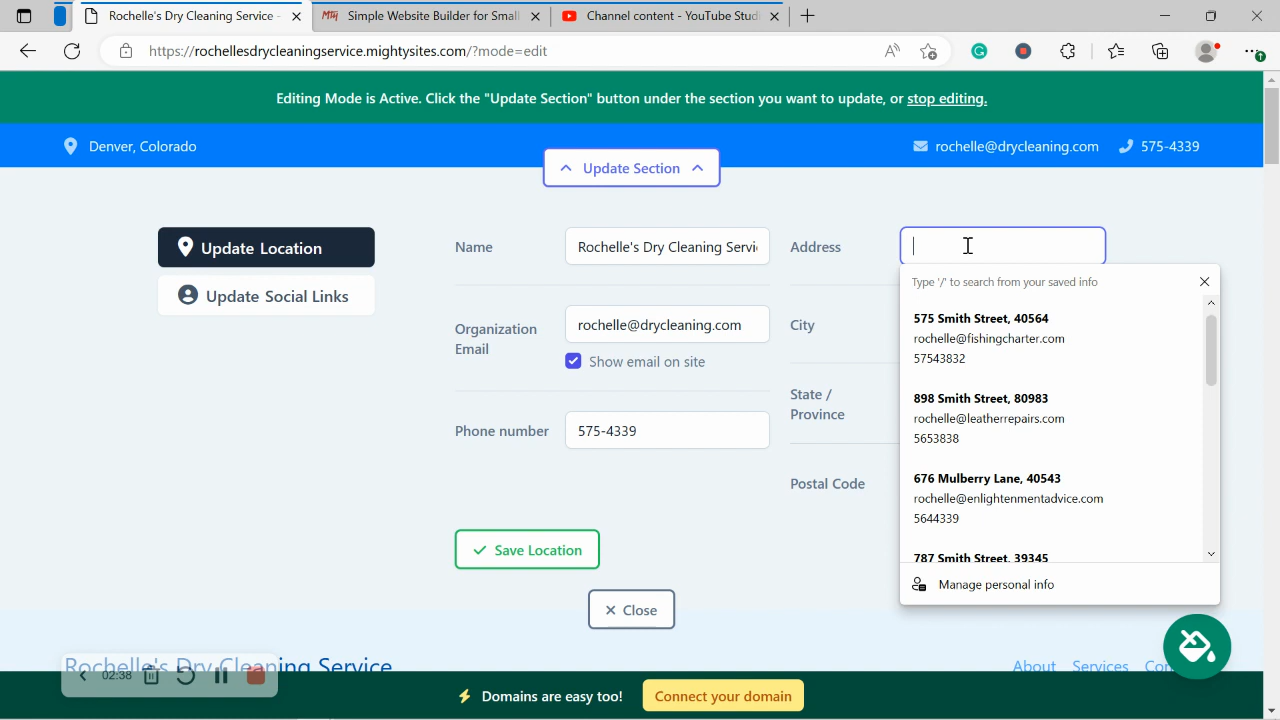 Rochelle's Dry Cleaning Service -
Simple Website Builder for Small
Channel content - YouTube Studi
https://rochellesdrycleaningservice.mightysites.com/?mode=edit
Editing Mode is Active. Click the "Update Section" button under the section you want to update, or stop editing.
Denver, Colorado
rochelle@drycleaning.com
575-4339
Update Section
Update Location
Update Social Links
Name
Rochelle's Dry Cleaning Servi
Organization
Email
rochelle@drycleaning.com
Show email on site
Phone number
575-4339
Address
City
State /
Province
Postal Code
Type '/' to search from your saved info
575 Smith Street, 40564
rochelle@fishingcharter.com
57543832
898 Smith Street, 80983
rochelle@leatherrepairs.com
5653838
676 Mulberry Lane, 40543
rochelle@enlightenmentadvice.com
5644339
787 Smith Street, 39345
Manage personal info
Save Location
Close
Rochelle's Dry Cleaning Service
About Services Con
02:38
Domains are easy too!
Connect your domain